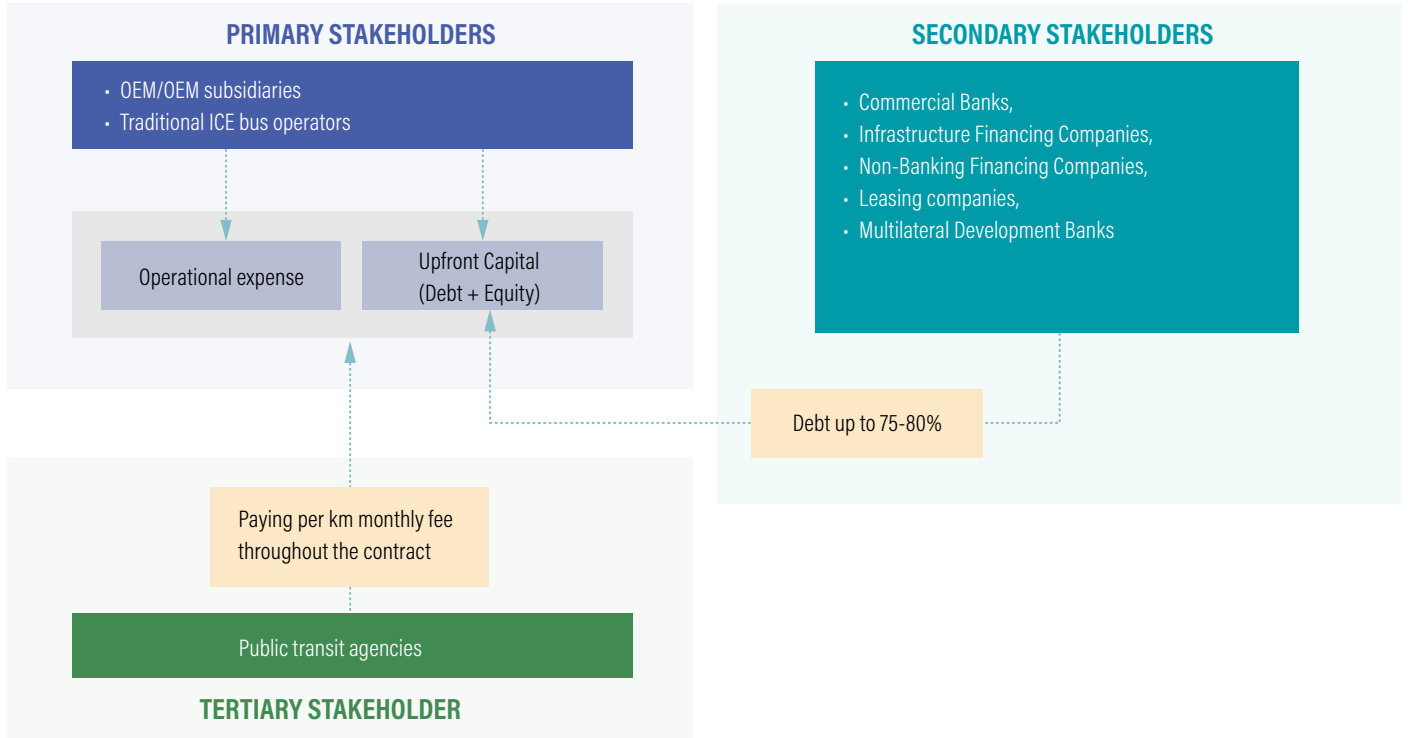 PRIMARY STAKEHOLDERS
• OEM/OEM subsidiaries
• Traditional ICE bus operators
Operational expense
Upfront Capital
(Debt + Equity)
SECONDARY STAKEHOLDERS
• Commercial Banks,
• Infrastructure Financing Companies,
• Non-Banking Financing Companies,
• Leasing companies,
• Multilateral Development Banks
Debt up to 75-80%
Paying per km monthly fee
throughout the contract
Public transit agencies
TERTIARY STAKEHOLDER